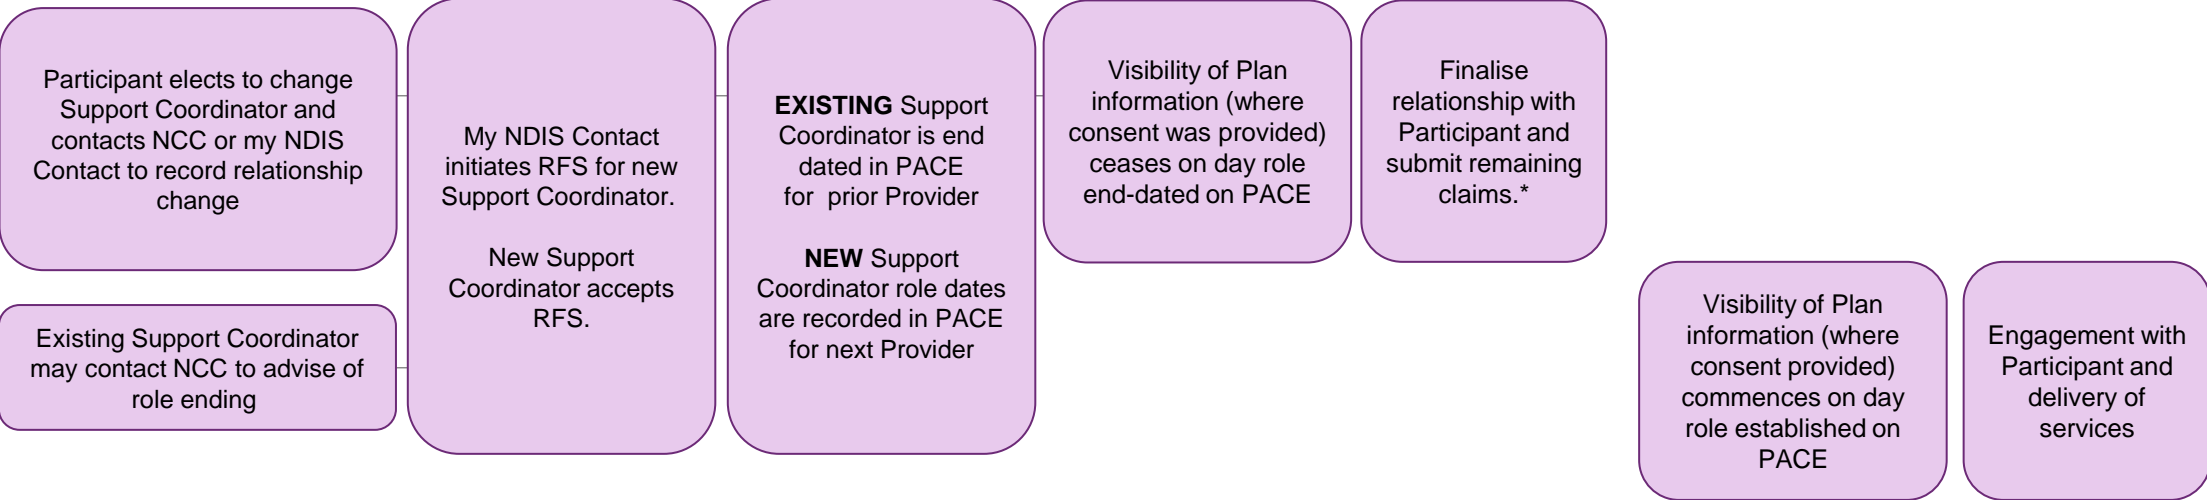 Participant elects to change
Support Coordinator and
contacts NCC or my NDIS
Contact to record relationship
change
Existing Support Coordinator
may contact NCC to advise of
role ending
My NDIS Contact
initiates RFS for new
Support Coordinator.
New Support
Coordinator accepts
RFS.
EXISTING Support
Coordinator is end
dated in PACE
for prior Provider
NEW Support
Coordinator role dates
are recorded in PACE
for next Provider
Visibility of Plan
information (where
consent was provided)
ceases on day role
end-dated on PACE
Finalise
relationship with
Participant and
submit remaining
claims.*
Visibility of Plan
information (where
consent provided)
commences on day
role established on
PACE
Engagement with
Participant and
delivery of
services